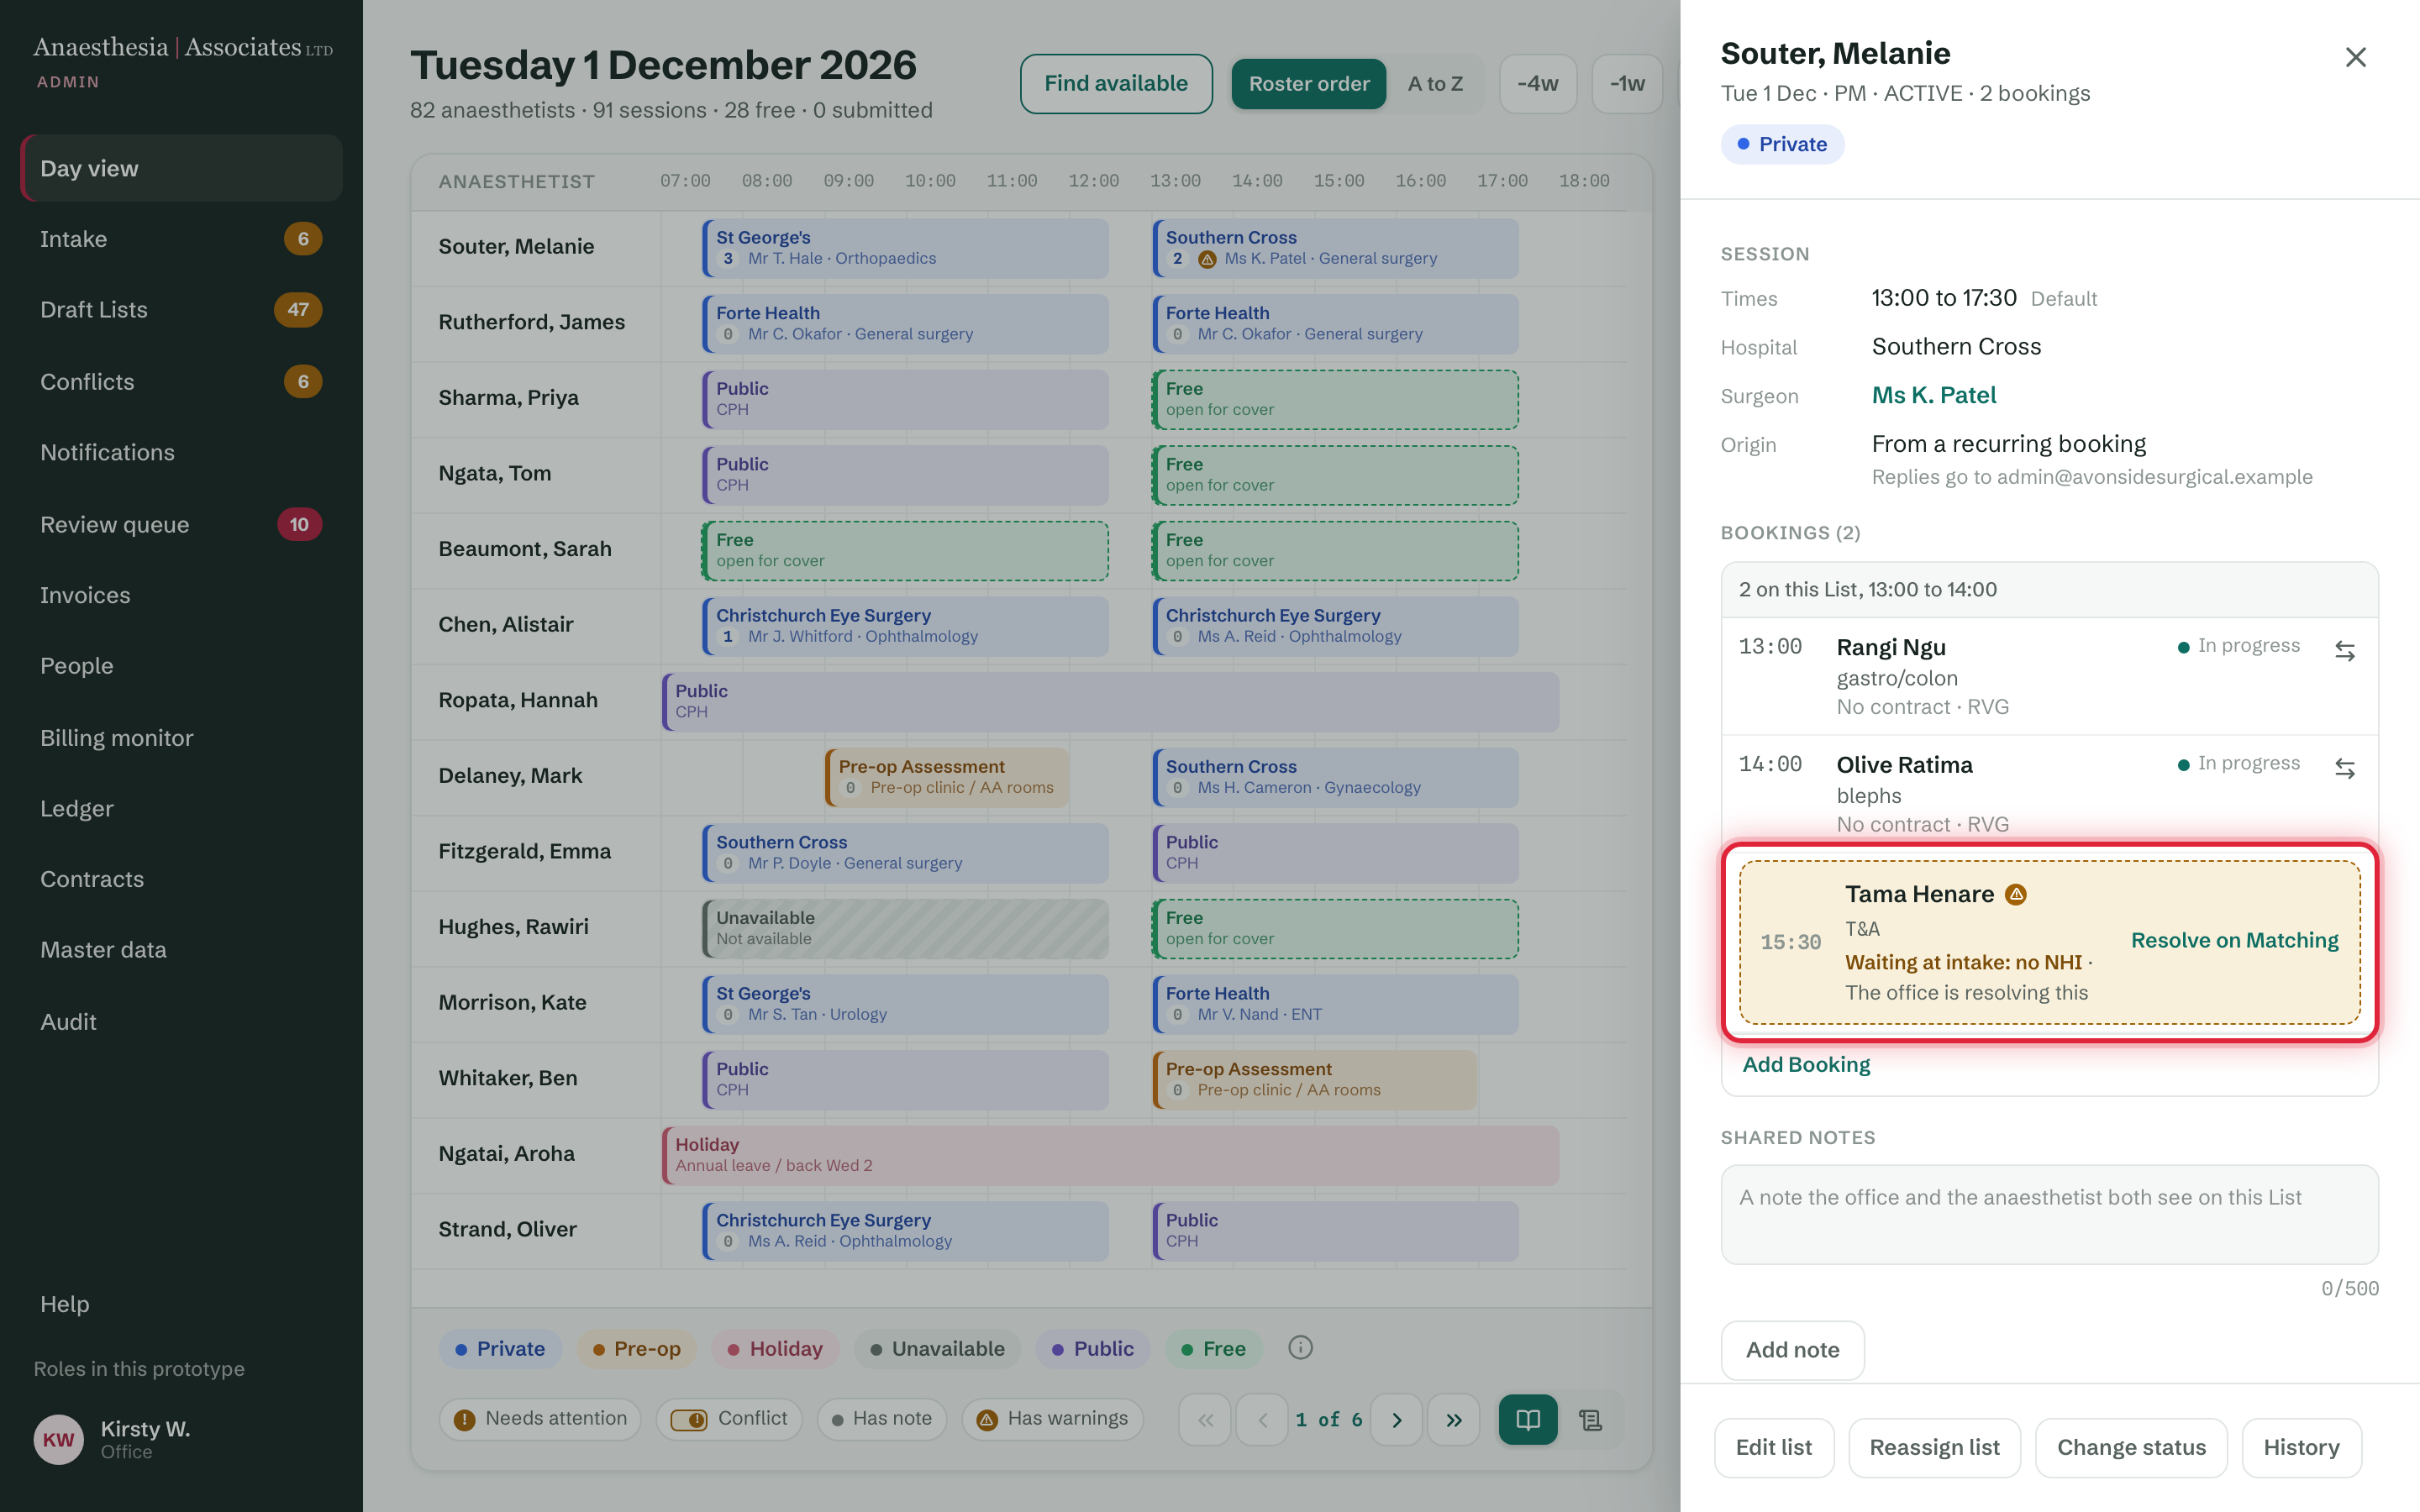 Anaesthesia | Associates LTD
ADMIN
Day view
Intake 6
Draft Lists 47
Conflicts 6
Notifications
Review queue 10
Invoices
People
Billing monitor
Ledger
Contracts
Master data
Audit
Help
Roles in this prototype
KW Kirsty W.
Office
Tuesday 1 December 2026
82 anaesthetists · 91 sessions · 28 free · 0 submitted
Find available
Roster order
A to Z
-4w
-1w
ANAESTHETIST 07:00 08:00 09:00 10:00 11:00 12:00 13:00 14:00 15:00 16:00 17:00 18:00
Souter, Melanie
St George's
3 Mr T. Hale · Orthopaedics
Southern Cross
2 Ms K. Patel · General surgery
Rutherford, James
Forte Health
0 Mr C. Okafor · General surgery
Forte Health
0 Mr C. Okafor · General surgery
Sharma, Priya
Public
CPH
Free
open for cover
Ngata, Tom
Public
CPH
Free
open for cover
Beaumont, Sarah
Free
open for cover
Free
open for cover
Chen, Alistair
Christchurch Eye Surgery
1 Mr J. Whitford · Ophthalmology
Christchurch Eye Surgery
0 Ms A. Reid · Ophthalmology
Ropata, Hannah
Public
CPH
Delaney, Mark
Pre-op Assessment
0 Pre-op clinic / AA rooms
Southern Cross
0 Ms H. Cameron · Gynaecology
Fitzgerald, Emma
Southern Cross
0 Mr P. Doyle · General surgery
Public
CPH
Hughes, Rawiri
Unavailable
Not available
Free
open for cover
Morrison, Kate
St George's
0 Mr S. Tan · Urology
Forte Health
0 Mr V. Nand · ENT
Whitaker, Ben
Public
CPH
Pre-op Assessment
0 Pre-op clinic / AA rooms
Ngatai, Aroha
Holiday
Annual leave / back Wed 2
Strand, Oliver
Christchurch Eye Surgery
0 Ms A. Reid · Ophthalmology
Public
CPH
Private
Pre-op
Holiday
Unavailable
Public
Free
Needs attention
Conflict
Has note
Has warnings
1 of 6
Souter, Melanie
Tue 1 Dec · PM · ACTIVE · 2 bookings
Private
SESSION
Times 13:00 to 17:30 Default
Hospital Southern Cross
Surgeon Ms K. Patel
Origin From a recurring booking
Replies go to admin@avonsidesurgical.example
BOOKINGS (2)
2 on this List, 13:00 to 14:00
13:00 Rangi Ngu In progress
gastro/colon
No contract · RVG
14:00 Olive Ratima In progress
blephs
No contract · RVG
Tama Henare
T&A
15:30
Waiting at intake: no NHI ·
The office is resolving this
Resolve on Matching
Add Booking
SHARED NOTES
A note the office and the anaesthetist both see on this List
0/500
Add note
Edit list
Reassign list
Change status
History